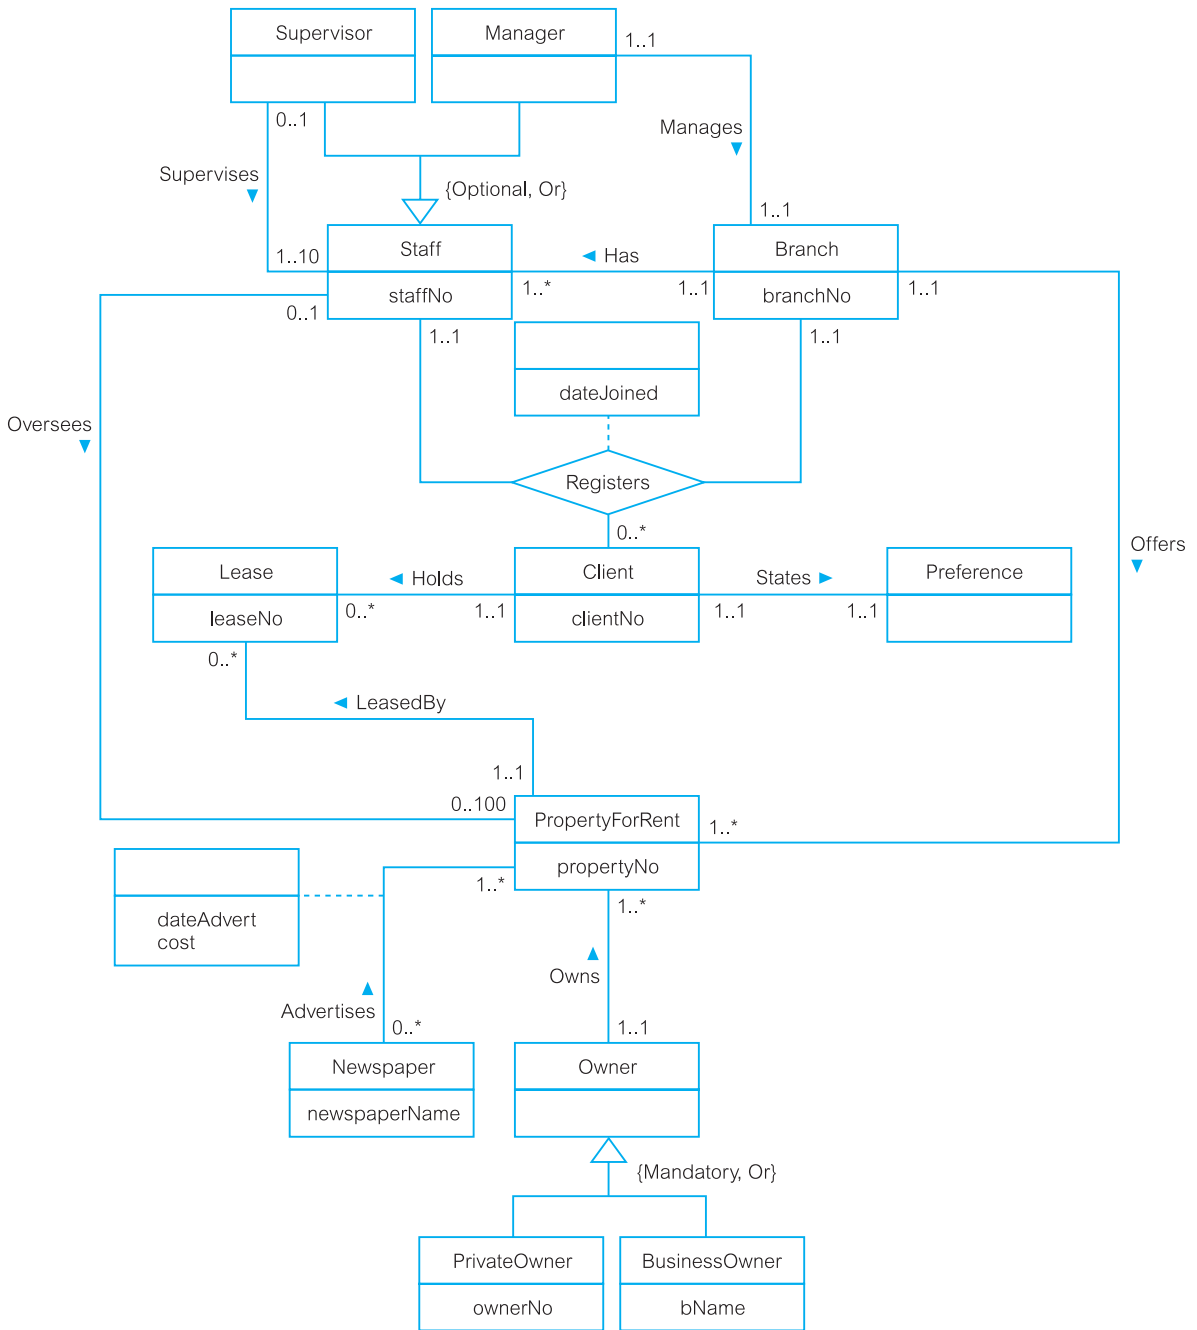 Supervisor
Manager
1..1
0..1
Manages
Supervises
{Optional, Or}
1..1
Staff
Branch
1..10
Has
1..*
1..1
1..1
staffNo
branchNo
0..1
1..1
1..1
dateJoined
Oversees
Registers
0..*
Offers
Lease
Holds
Client
States
Preference
0..*
1..1
1..1
1..1
leaseNo
clientNo
0..*
LeasedBy
1..1
0..100
PropertyForRent
1..*
propertyNo
1..*
1..*
dateAdvert
cost
Owns
Advertises
0..*
1..1
Newspaper
Owner
newspaperName
{Mandatory, Or}
PrivateOwner
BusinessOwner
ownerNo
bName